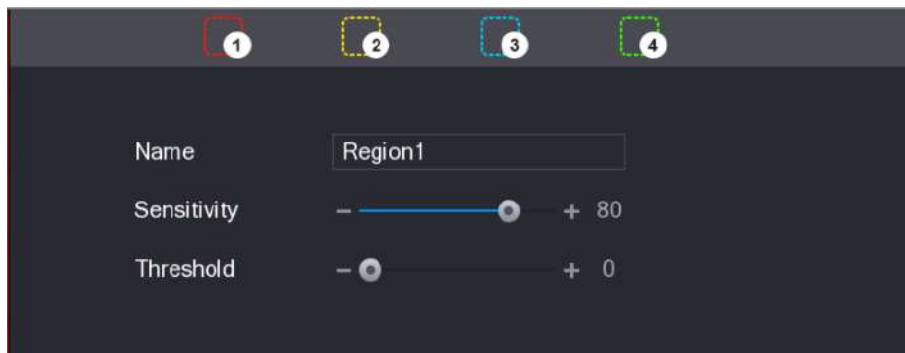 1 2 3 4
Name Region1
Sensitivity - + 80
Threshold - + 0